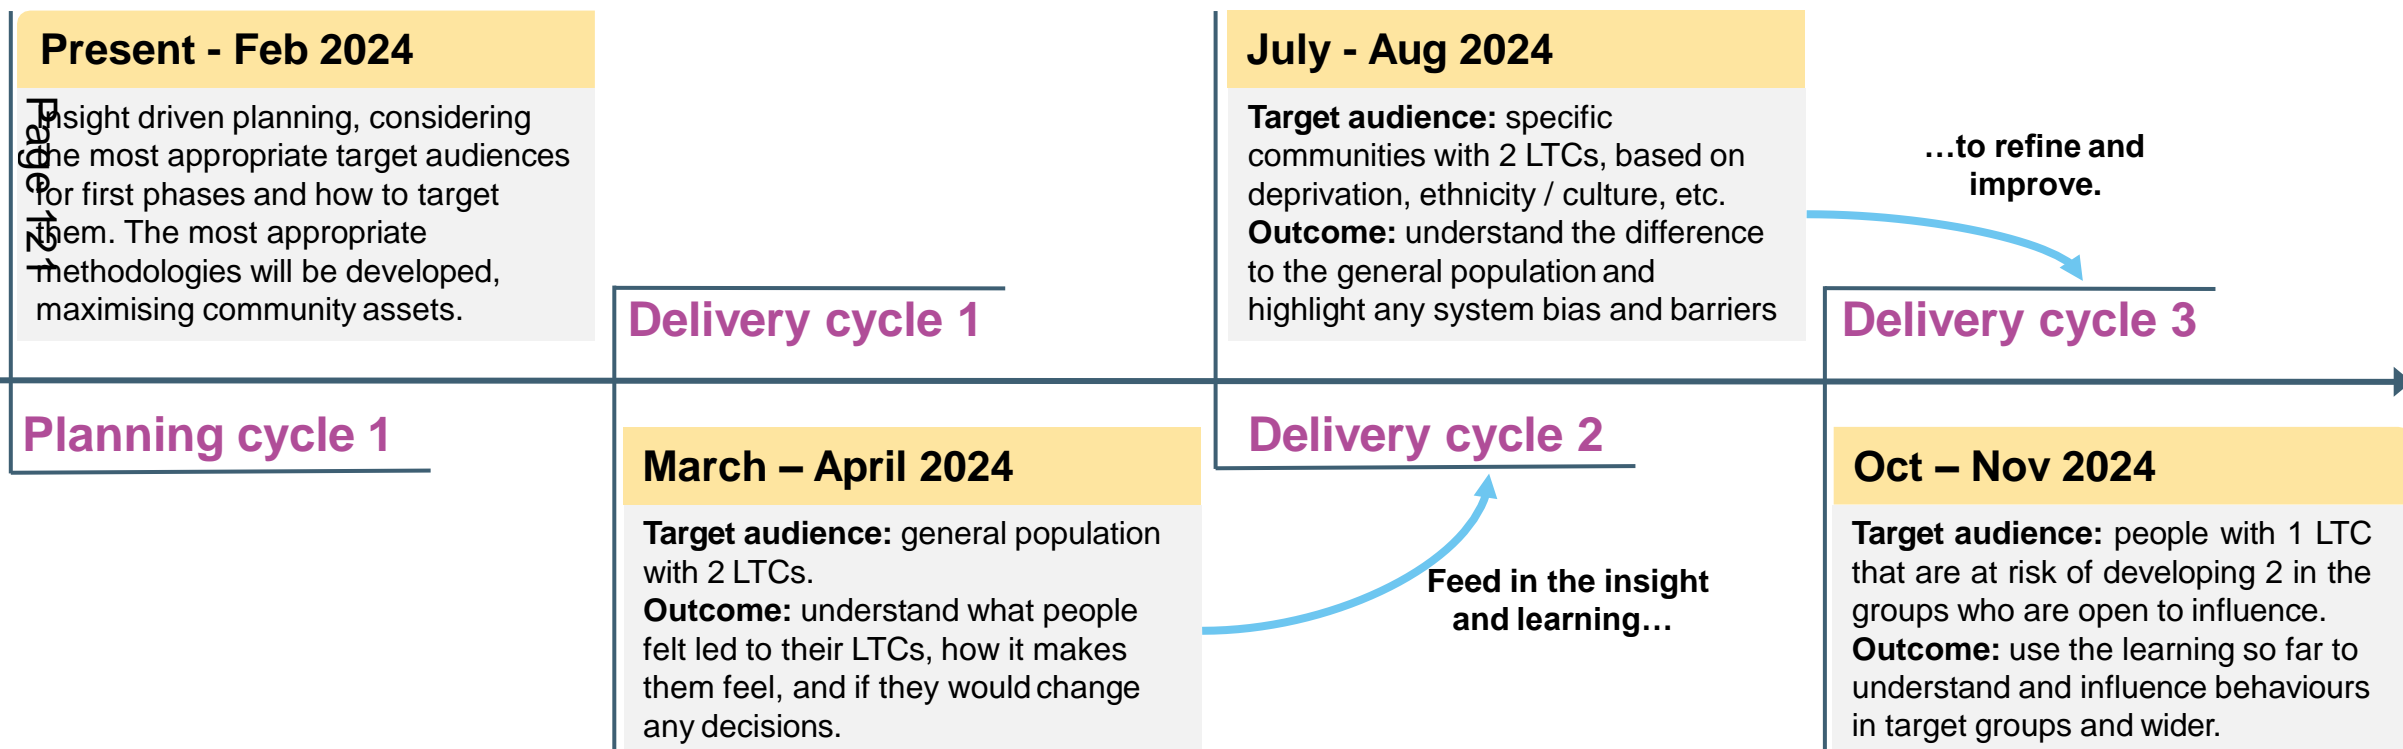 Present - Feb 2024
Insight driven planning, considering
the most appropriate target audiences
for first phases and how to target
them. The most appropriate
methodologies will be developed,
maximising community assets.
Page 121
Planning cycle 1
Delivery cycle 1
March – April 2024
Target audience: general population
with 2 LTCs.
Outcome: understand what people
felt led to their LTCs, how it makes
them feel, and if they would change
any decisions.
Feed in the insight
and learning…
July - Aug 2024
Target audience: specific
communities with 2 LTCs, based on
deprivation, ethnicity / culture, etc.
Outcome: understand the difference
to the general population and
highlight any system bias and barriers
Delivery cycle 2
…to refine and
improve.
Delivery cycle 3
Oct – Nov 2024
Target audience: people with 1 LTC
that are at risk of developing 2 in the
groups who are open to influence.
Outcome: use the learning so far to
understand and influence behaviours
in target groups and wider.